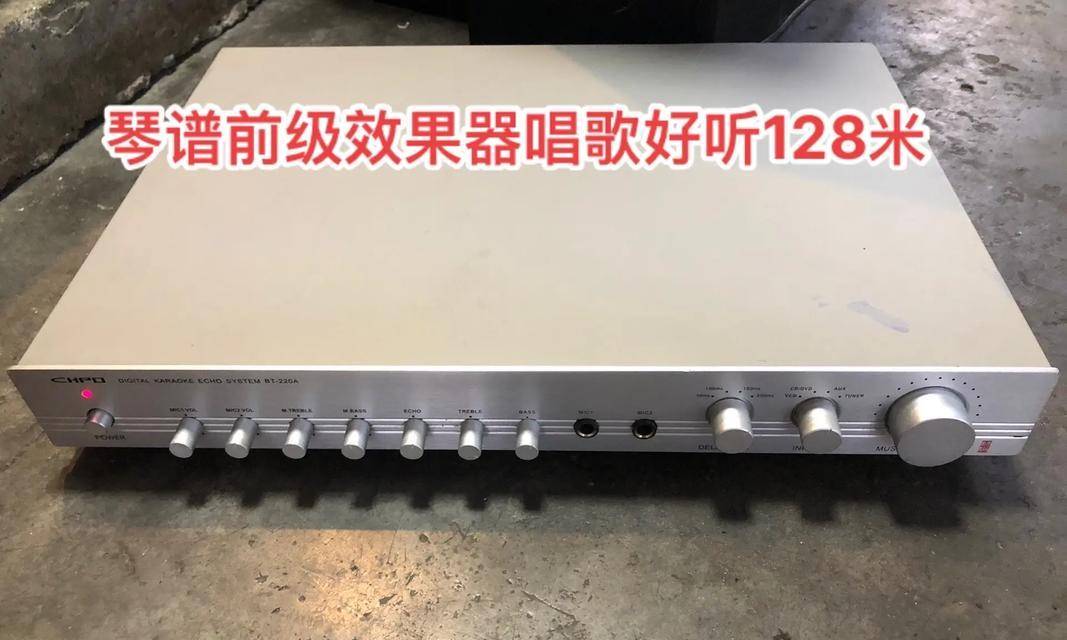 琴谱前级效果器唱歌好听128米
CHPO DIGITAL KARAOKE ECHO SYSTEM BT-220A
POWER
MIC1 VOL MIC2 VOL M.TREBLE M.BASS ECHO TREBLE BASS MIC1 MIC2
VCD CD/DVD AUX TUNER